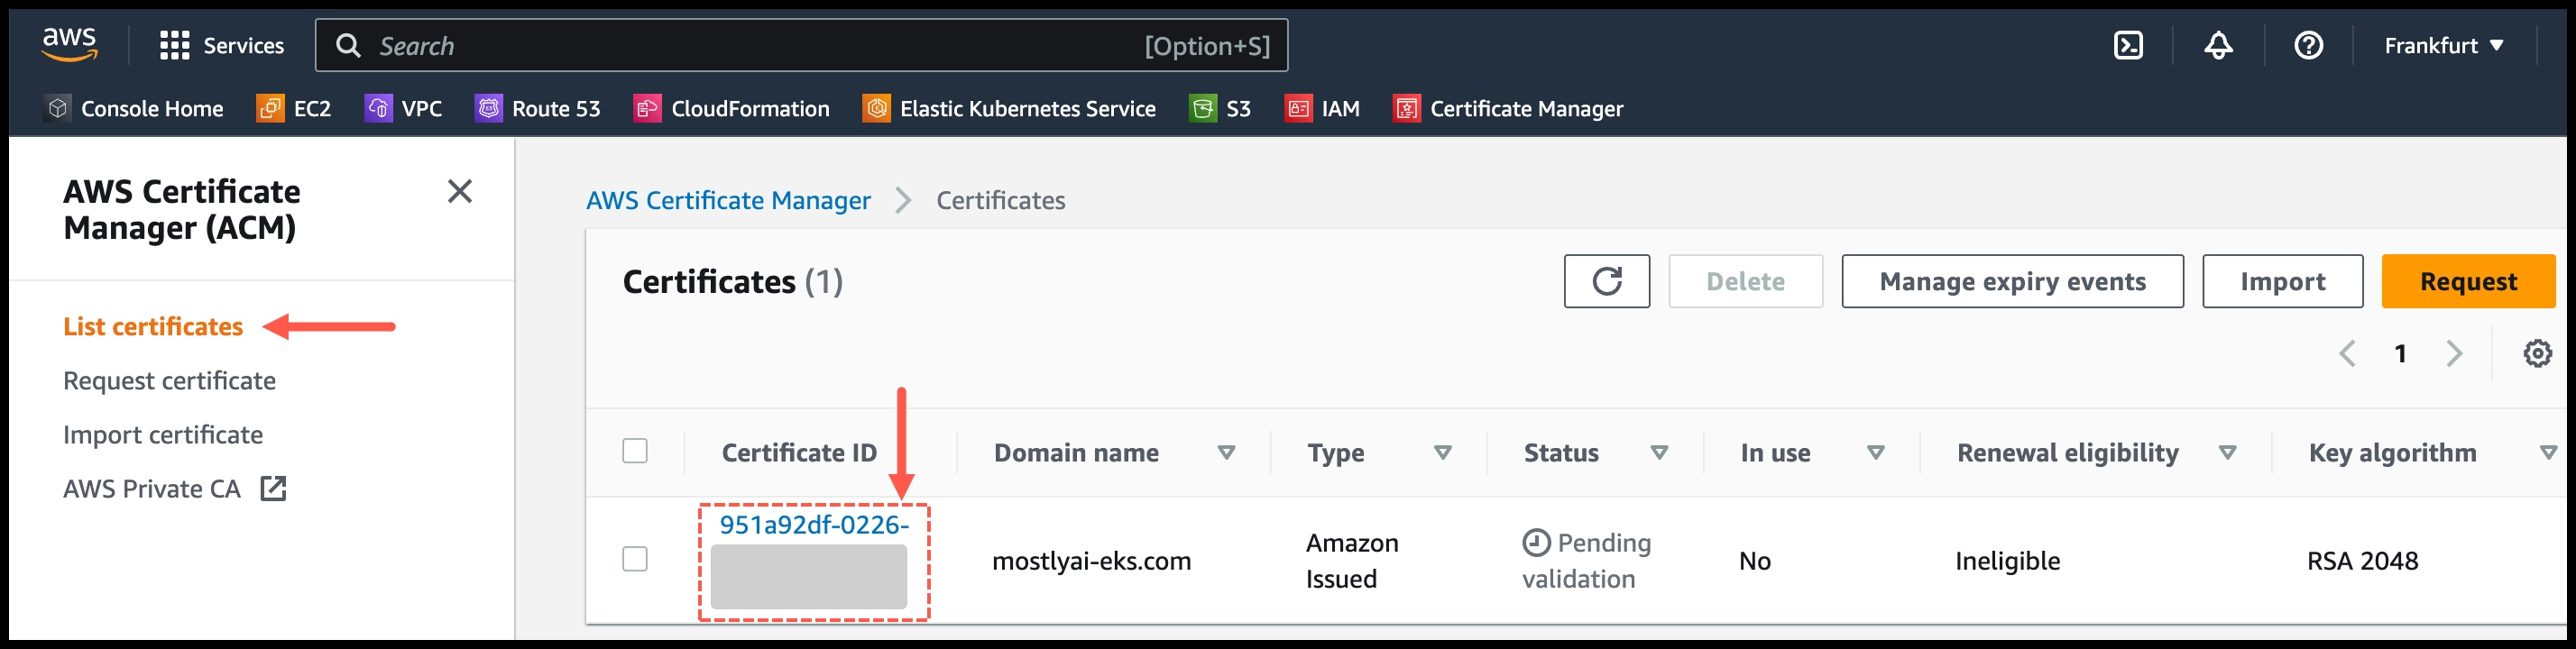 aws
Services
Search
[Option+S]
Frankfurt
Console Home
EC2
VPC
Route 53
CloudFormation
Elastic Kubernetes Service
S3
IAM
Certificate Manager
AWS Certificate
Manager (ACM)
List certificates
Request certificate
Import certificate
AWS Private CA
AWS Certificate Manager
Certificates
Certificates (1)
Delete
Manage expiry events
Import
Request
1
Certificate ID
Domain name
Type
Status
In use
Renewal eligibility
Key algorithm
951a92df-0226-
mostlyai-eks.com
Amazon
Issued
Pending
validation
No
Ineligible
RSA 2048